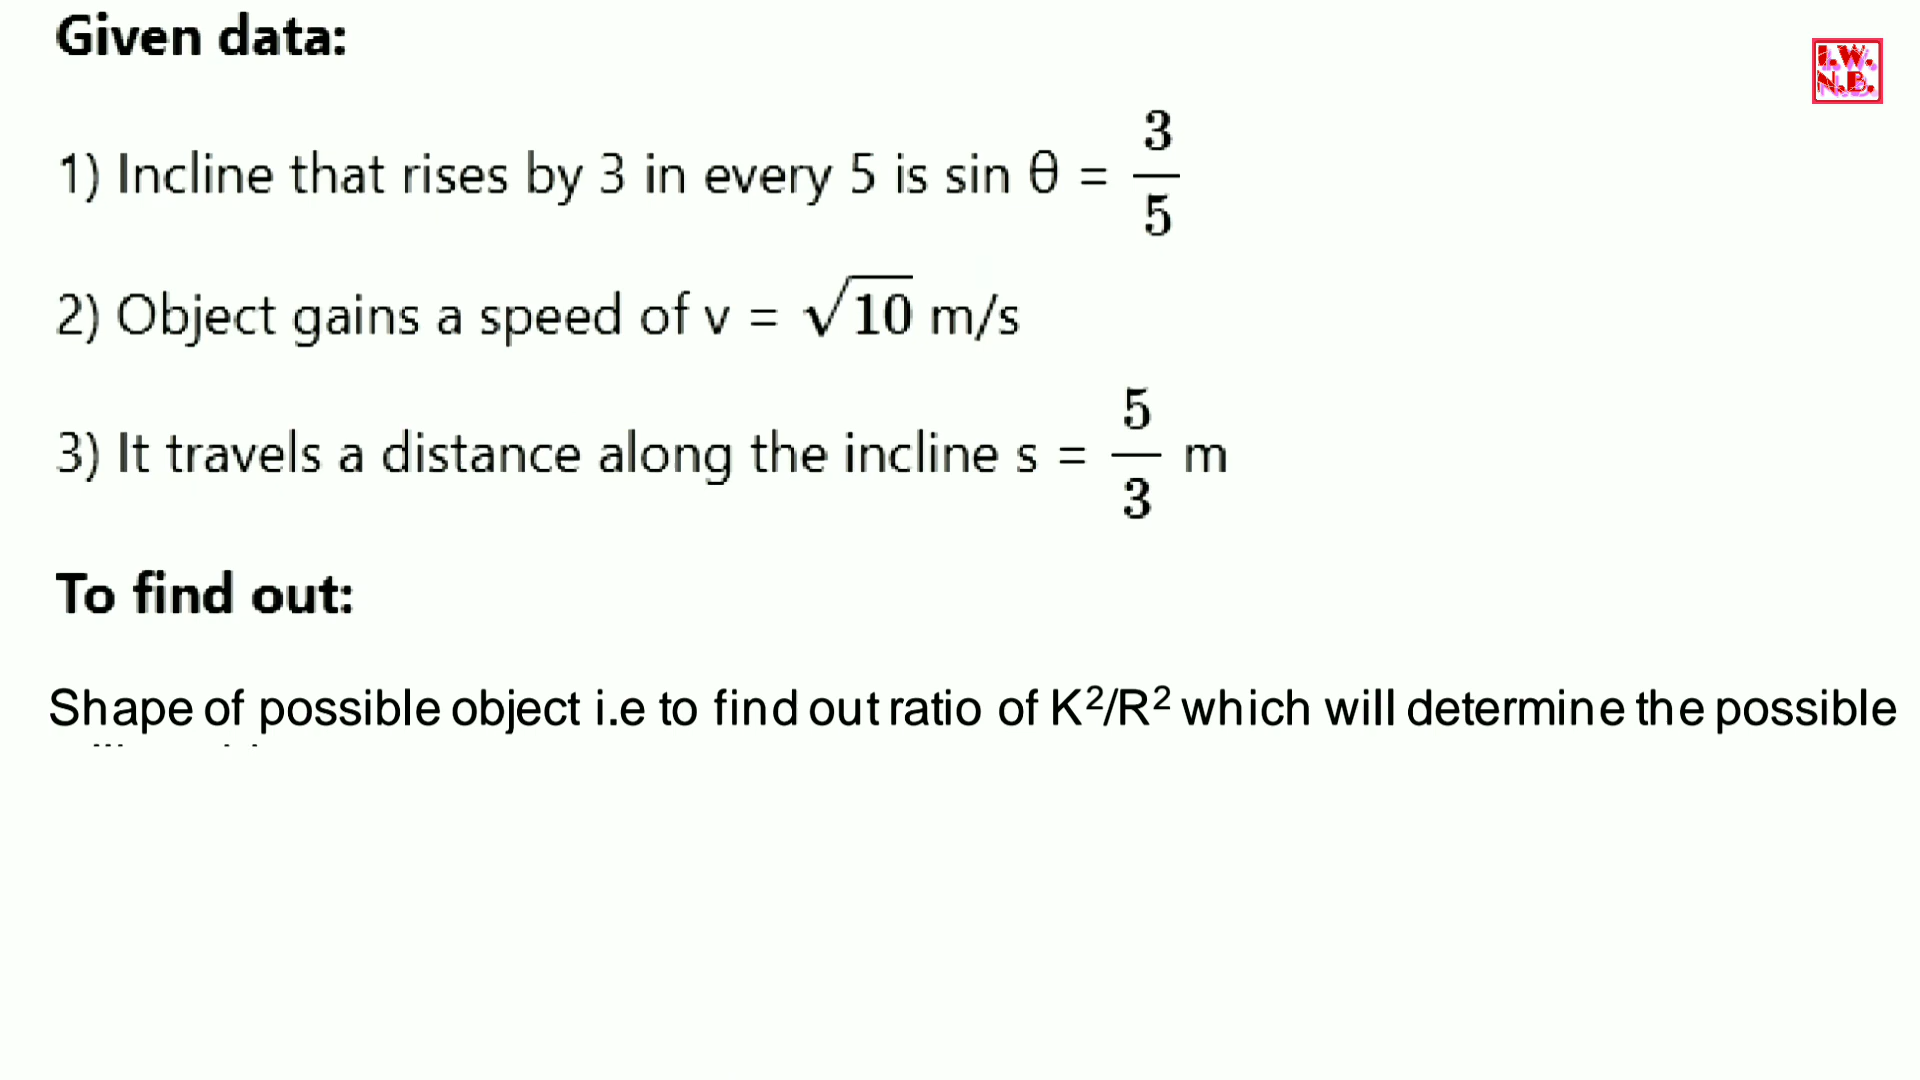 Given data:
I.W.
N.B.
1) Incline that rises by 3 in every 5 is sin θ = 3/5
2) Object gains a speed of v = √10 m/s
3) It travels a distance along the incline s = 5/3 m
To find out:
Shape of possible object i.e to find out ratio of K²/R² which will determine the possible